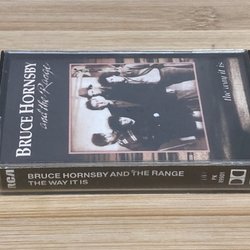 BRUCE HORNSBY
and the Range
the way it is
RCA
BRUCE HORNSBY AND THE RANGE
THE WAY IT IS